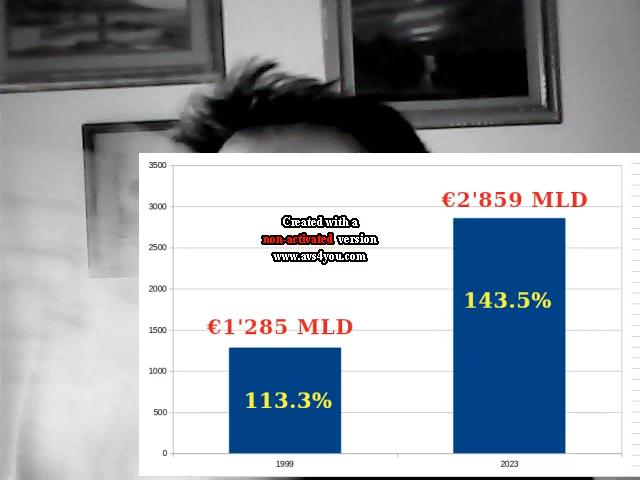 3500
3000
2500
2000
1500
1000
500
0
€2'859 MLD
Created with a
non-activated version
www.avs4you.com
143.5%
€1'285 MLD
113.3%
1999
2023